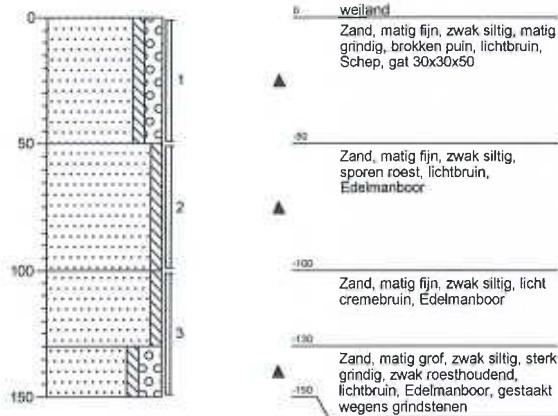 0
50
100
150
1
2
3
0
weiland
Zand, matig fijn, zwak siltig, matig
grindig, brokken puin, lichtbruin,
Schep, gat 30x30x50
-50
Zand, matig fijn, zwak siltig,
sporen roest, lichtbruin,
Edelmanboor
-100
Zand, matig fijn, zwak siltig, licht
cremebruin, Edelmanboor
-130
Zand, matig grof, zwak siltig, sterk
grindig, zwak roesthoudend,
lichtbruin, Edelmanboor, gestaakt
wegens grindstenen
-150